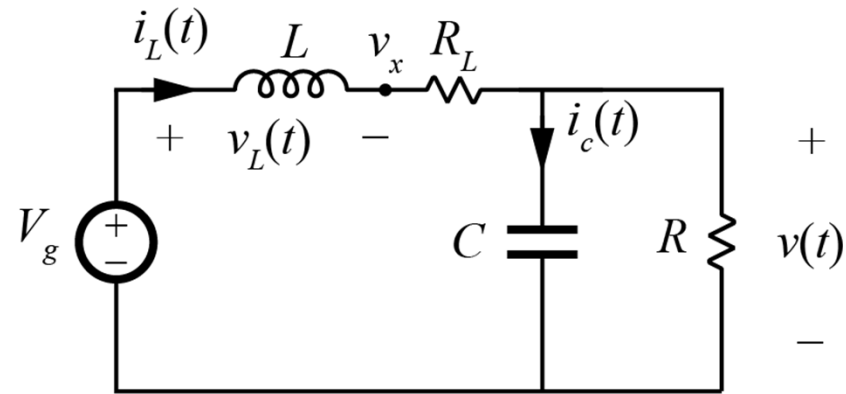 i_L(t) L v_x R_L
+ v_L(t) − i_c(t) +
V_g + − C R v(t)
−